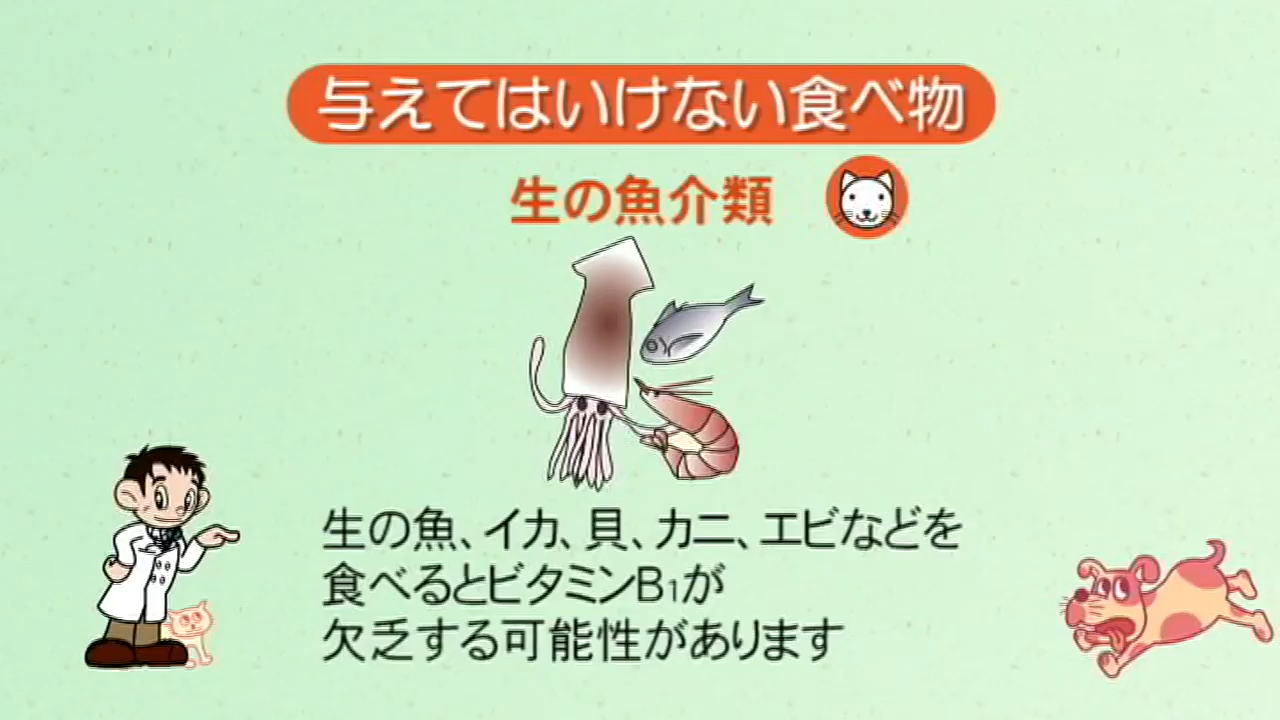 与えてはいけない食べ物
生の魚介類
生の魚、イカ、貝、カニ、エビなどを
食べるとビタミンB₁が
欠乏する可能性があります